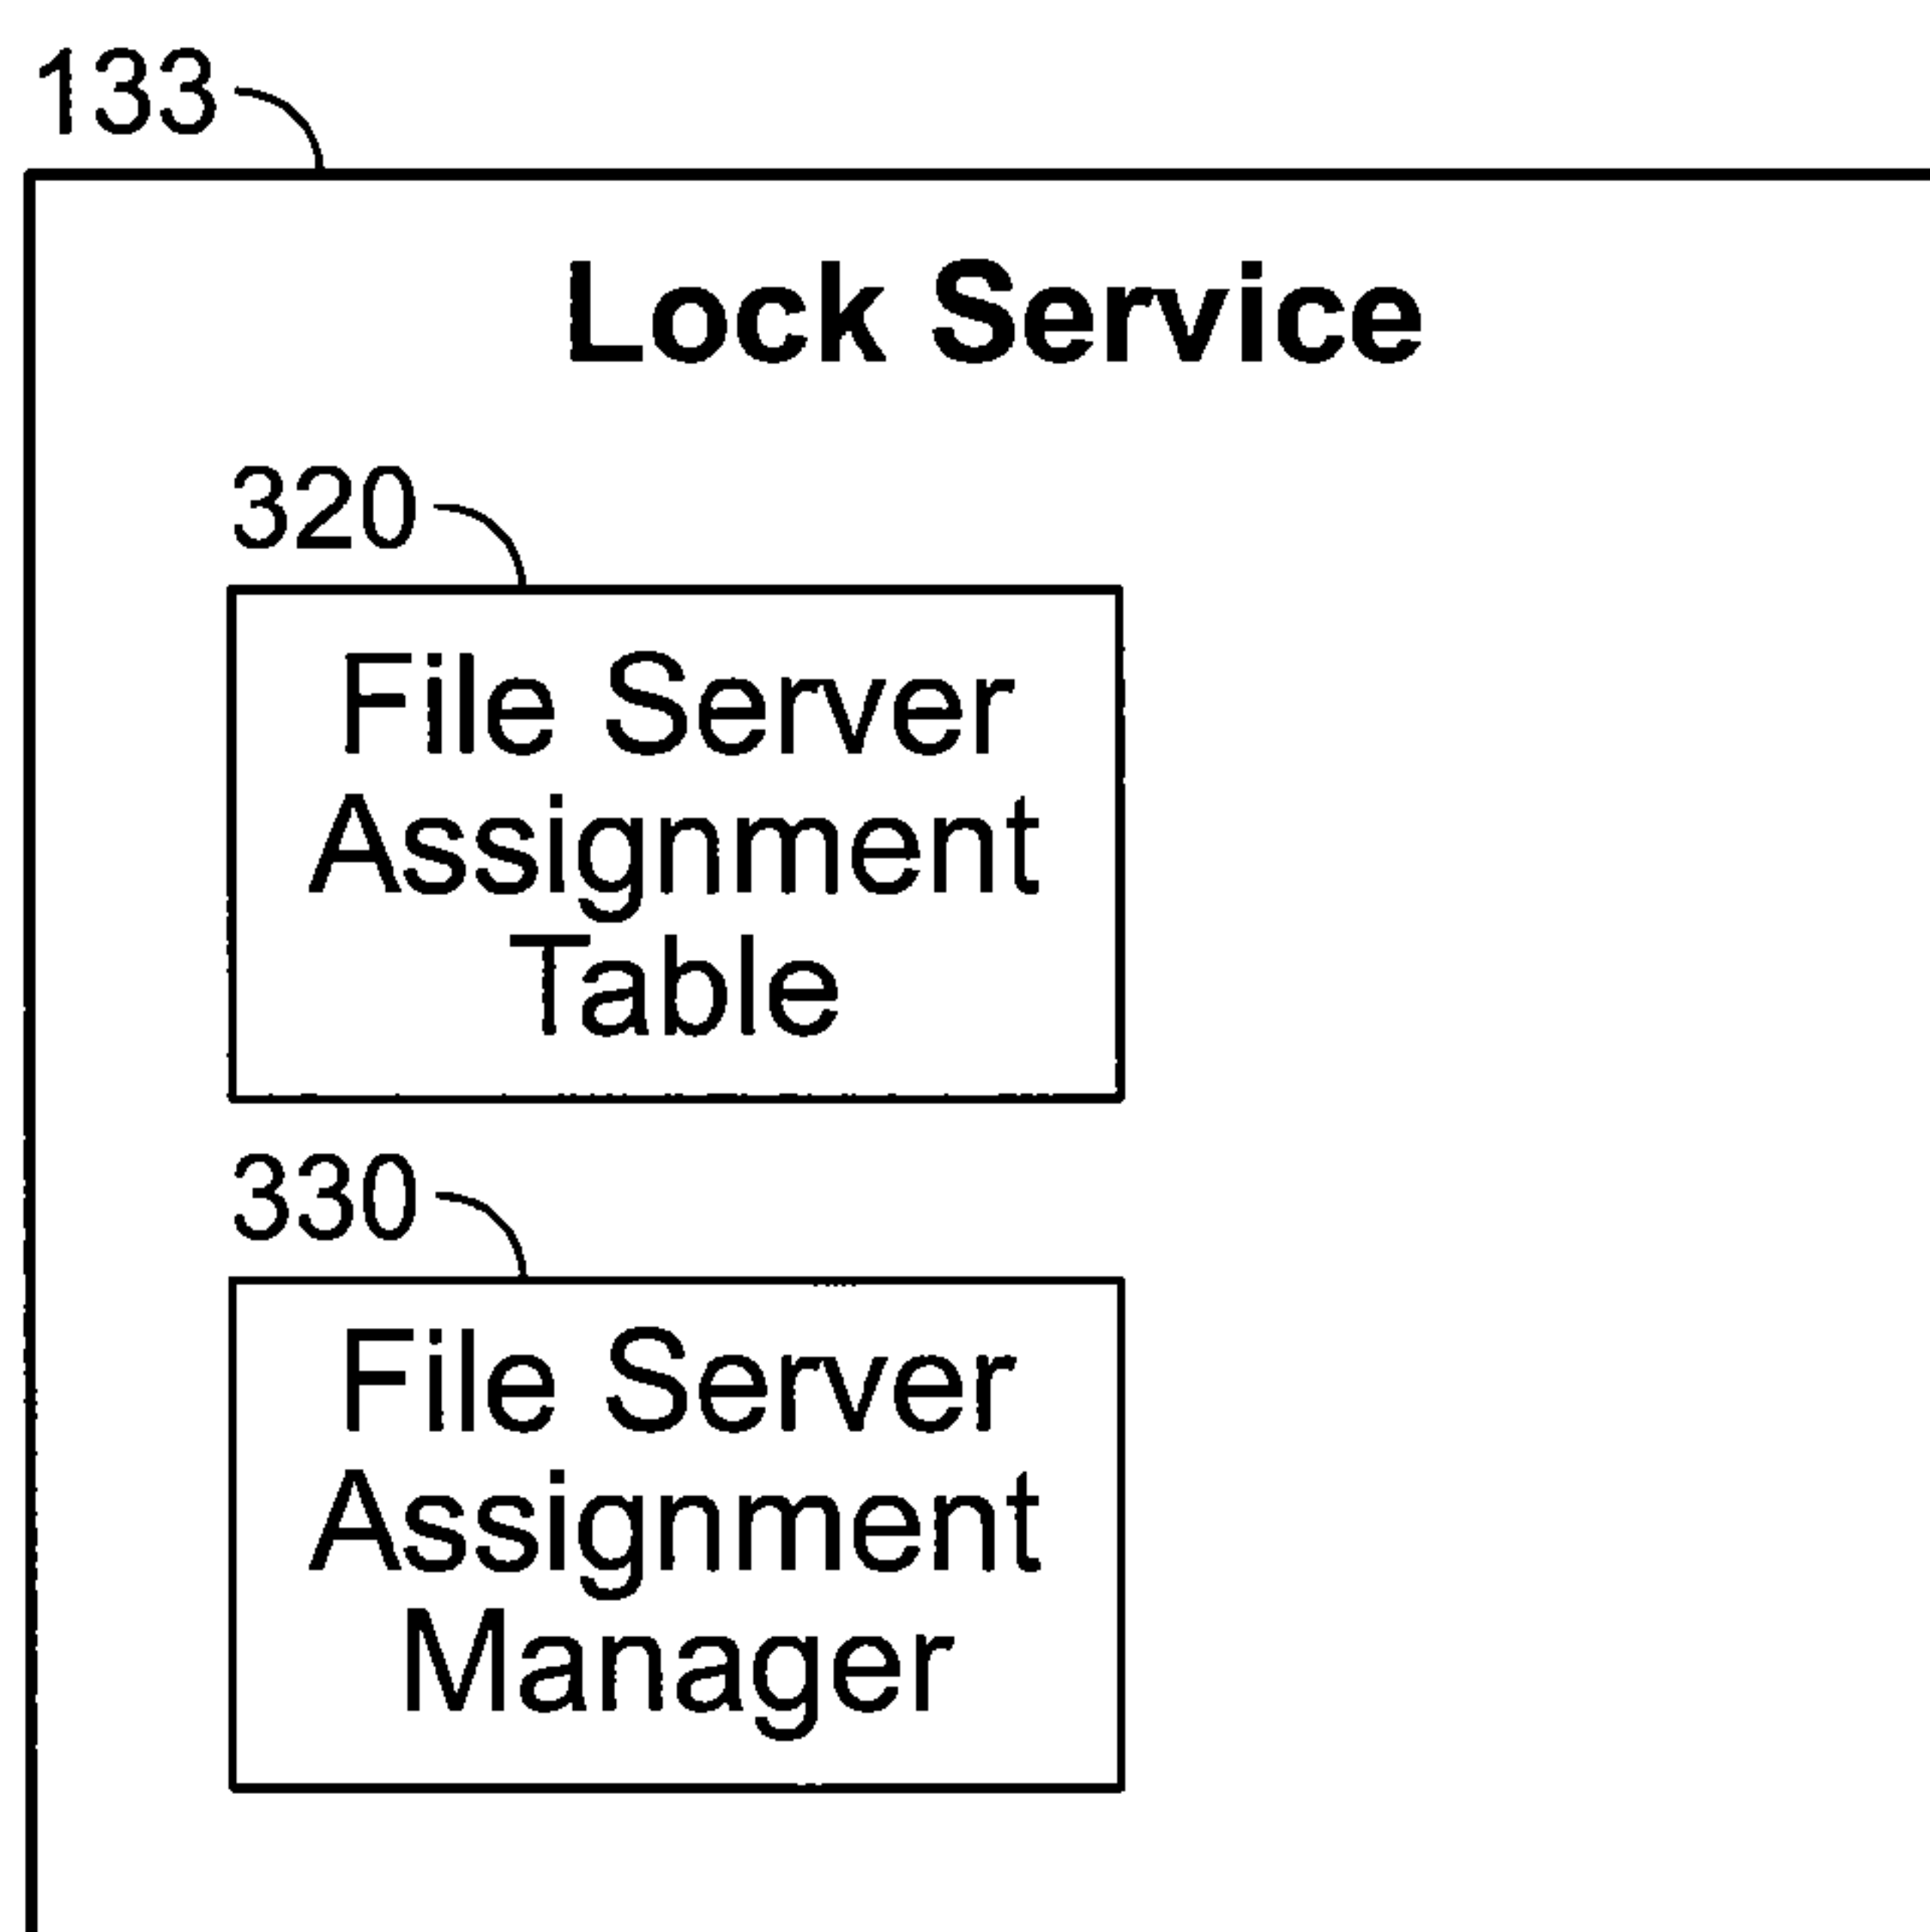 133
Lock Service
320
File Server
Assignment
Table
330
File Server
Assignment
Manager